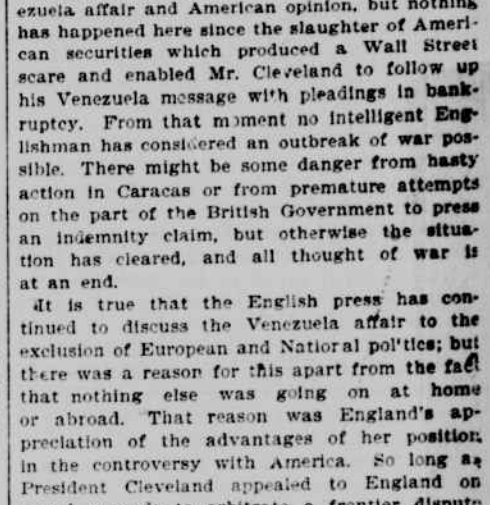 ezuela affair and American opinion, but nothing
has happened here since the slaughter of Ameri-
can securities which produced a Wall Street
scare and enabled Mr. Cleveland to follow up
his Venezuela message with pleadings in bank-
ruptcy. From that moment no intelligent Eng-
lishman has considered an outbreak of war pos-
sible. There might be some danger from hasty
action in Caracas or from premature attempts
on the part of the British Government to press
an indemnity claim, but otherwise the situa-
tion has cleared, and all thought of war is
at an end.
It is true that the English press has con-
tinued to discuss the Venezuela affair to the
exclusion of European and National pol'tics; but
there was a reason for this apart from the fact
that nothing else was going on at home
or abroad. That reason was England's ap-
preciation of the advantages of her position
in the controversy with America. So long as
President Cleveland appealed to England on
to arbitrate a frontier dispute